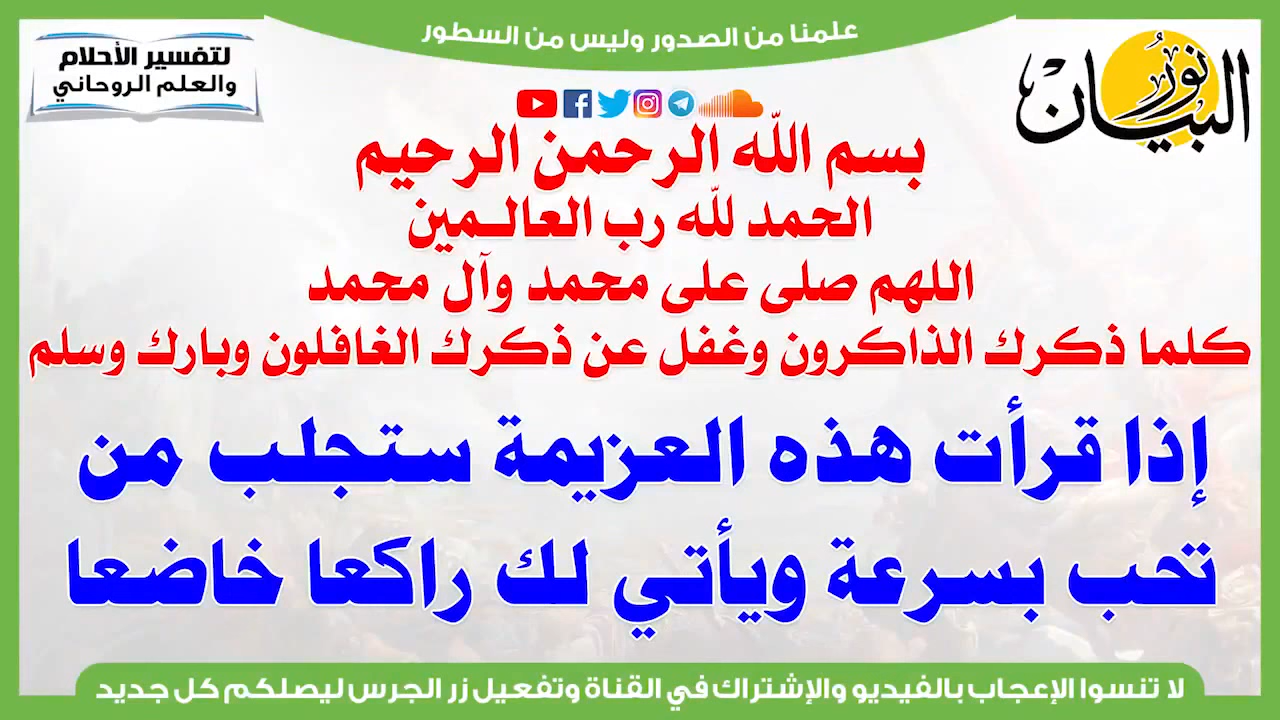 علمنا من الصدور وليس من السطور
نور البيان
لتفسير الأحلام
والعلم الروحاني
بسم الله الرحمن الرحيم
الحمد لله رب العالـمين
اللهم صلى على محمد وآل محمد
كلما ذكرك الذاكرون وغفل عن ذكرك الغافلون وبارك وسلم
إذا قرأت هذه العزيمة ستجلب من
تحب بسرعة ويأتي لك راكعا خاضعا
لا تنسوا الإعجاب بالفيديو والإشتراك في القناة وتفعيل زر الجرس ليصلكم كل جديد